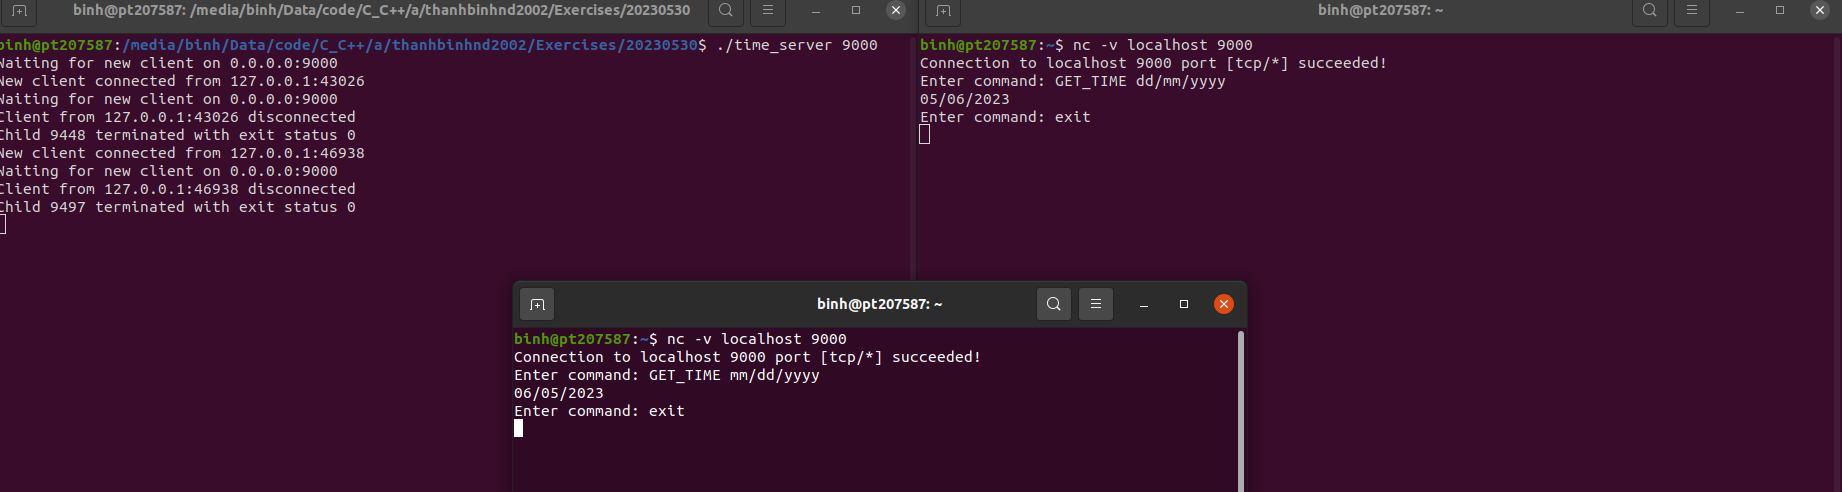 binh@pt207587: /media/binh/Data/code/C_C++/a/thanhbinhnd2002/Exercises/20230530
binh@pt207587:/media/binh/Data/code/C_C++/a/thanhbinhnd2002/Exercises/20230530$ ./time_server 9000
Waiting for new client on 0.0.0.0:9000
New client connected from 127.0.0.1:43026
Waiting for new client on 0.0.0.0:9000
Client from 127.0.0.1:43026 disconnected
Child 9448 terminated with exit status 0
New client connected from 127.0.0.1:46938
Waiting for new client on 0.0.0.0:9000
Client from 127.0.0.1:46938 disconnected
Child 9497 terminated with exit status 0
binh@pt207587: ~
binh@pt207587:~$ nc -v localhost 9000
Connection to localhost 9000 port [tcp/*] succeeded!
Enter command: GET_TIME dd/mm/yyyy
05/06/2023
Enter command: exit
binh@pt207587: ~
binh@pt207587:~$ nc -v localhost 9000
Connection to localhost 9000 port [tcp/*] succeeded!
Enter command: GET_TIME mm/dd/yyyy
06/05/2023
Enter command: exit